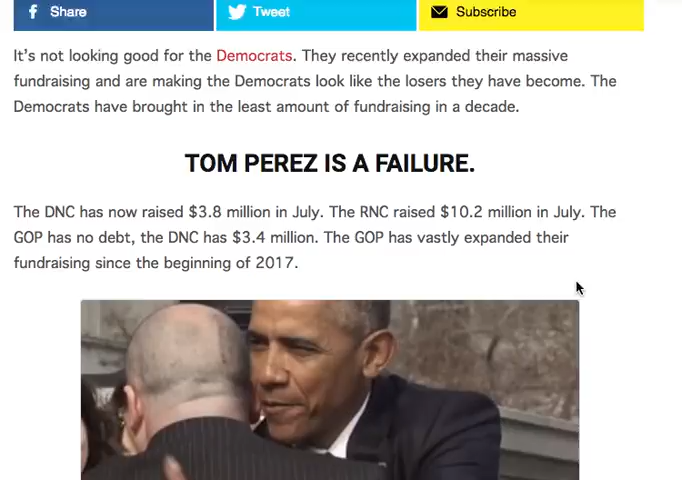 Share Tweet Subscribe
It's not looking good for the Democrats. They recently expanded their massive
fundraising and are making the Democrats look like the losers they have become. The
Democrats have brought in the least amount of fundraising in a decade.
TOM PEREZ IS A FAILURE.
The DNC has now raised $3.8 million in July. The RNC raised $10.2 million in July. The
GOP has no debt, the DNC has $3.4 million. The GOP has vastly expanded their
fundraising since the beginning of 2017.